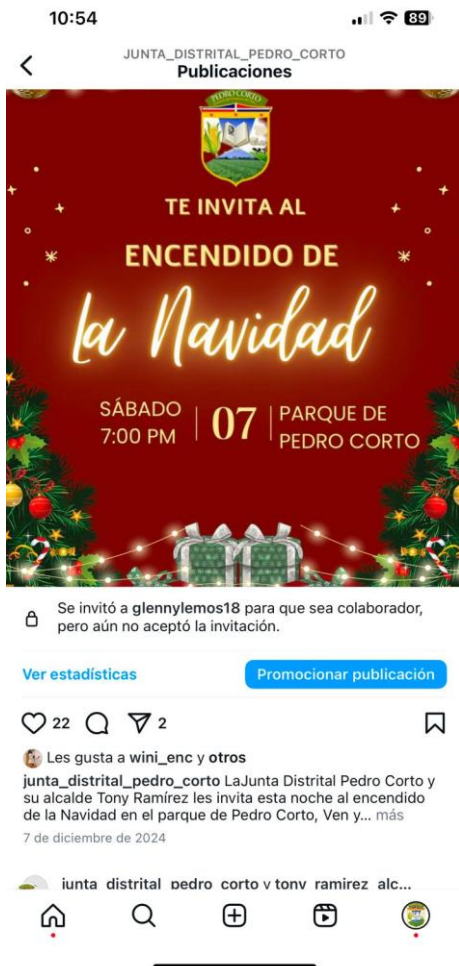 10:54
89
JUNTA_DISTRITAL_PEDRO_CORTO
Publicaciones
PEDRO CORTO
TE INVITA AL
ENCENDIDO DE
la Navidad
SÁBADO
7:00 PM
07
PARQUE DE
PEDRO CORTO
Se invitó a glennylemos18 para que sea colaborador,
pero aún no aceptó la invitación.
Ver estadísticas
Promocionar publicación
22
2
Les gusta a wini_enc y otros
junta_distrital_pedro_corto LaJunta Distrital Pedro Corto y
su alcalde Tony Ramírez les invita esta noche al encendido
de la Navidad en el parque de Pedro Corto, Ven y... más
7 de diciembre de 2024
junta_distrital_pedro_corto y tony_ramirez_alc...